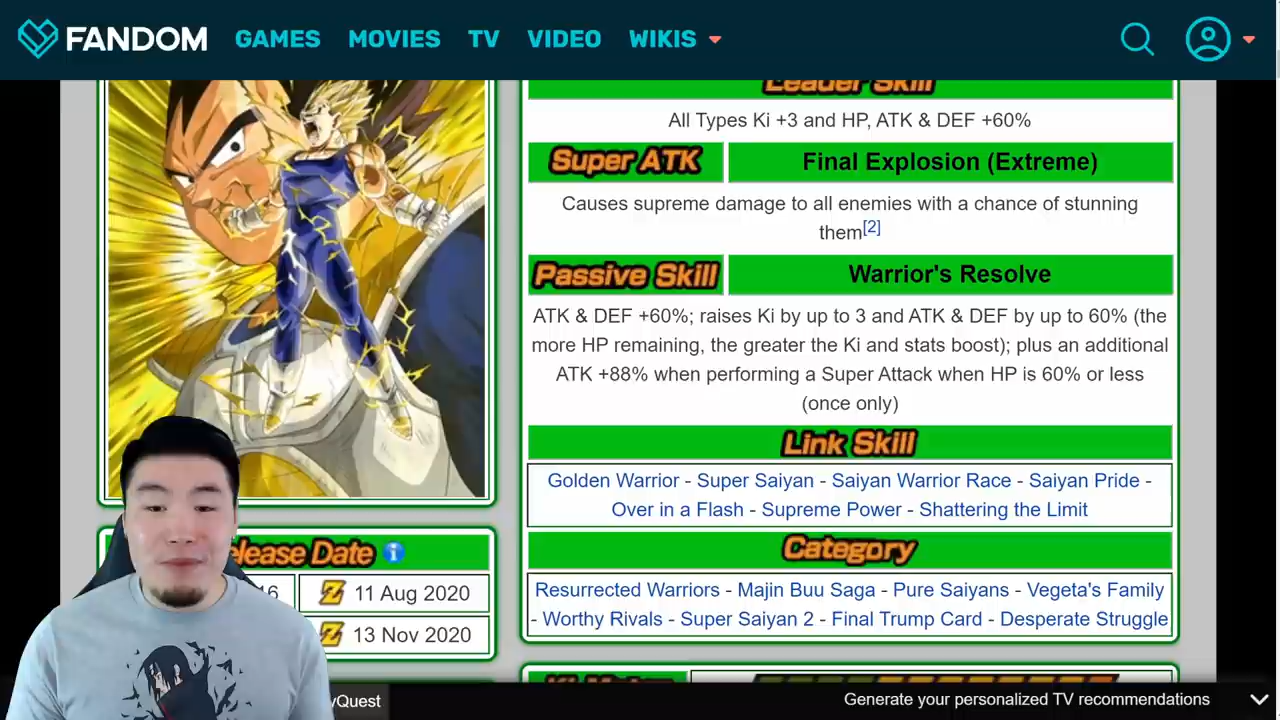 FANDOM GAMES MOVIES TV VIDEO WIKIS
Leader Skill
All Types Ki +3 and HP, ATK & DEF +60%
Super ATK Final Explosion (Extreme)
Causes supreme damage to all enemies with a chance of stunning
them[2]
Passive Skill Warrior's Resolve
ATK & DEF +60%; raises Ki by up to 3 and ATK & DEF by up to 60% (the
more HP remaining, the greater the Ki and stats boost); plus an additional
ATK +88% when performing a Super Attack when HP is 60% or less
(once only)
Link Skill
Golden Warrior - Super Saiyan - Saiyan Warrior Race - Saiyan Pride -
Over in a Flash - Supreme Power - Shattering the Limit
Category
Resurrected Warriors - Majin Buu Saga - Pure Saiyans - Vegeta's Family
- Worthy Rivals - Super Saiyan 2 - Final Trump Card - Desperate Struggle
elease Date
16 Z 11 Aug 2020
Z 13 Nov 2020
yQuest
Generate your personalized TV recommendations